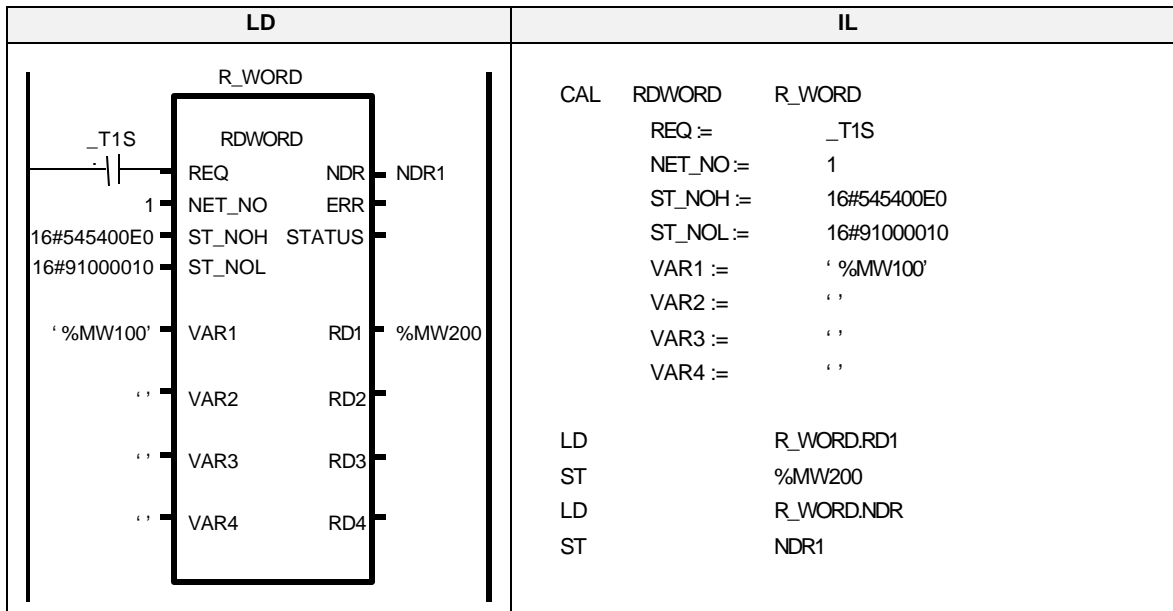 LD
IL
R_WORD
_T1S
RDWORD
REQ NDR NDR1
1 NET_NO ERR
16#545400E0 ST_NOH STATUS
16#91000010 ST_NOL
‘ %MW100’ VAR1 RD1 %MW200
‘ ’ VAR2 RD2
‘ ’ VAR3 RD3
‘ ’ VAR4 RD4
CAL RDWORD R_WORD
REQ := _T1S
NET_NO := 1
ST_NOH := 16#545400E0
ST_NOL := 16#91000010
VAR1 := ‘ %MW100’
VAR2 := ‘ ’
VAR3 := ‘ ’
VAR4 := ‘ ’
LD R_WORD.RD1
ST %MW200
LD R_WORD.NDR
ST NDR1